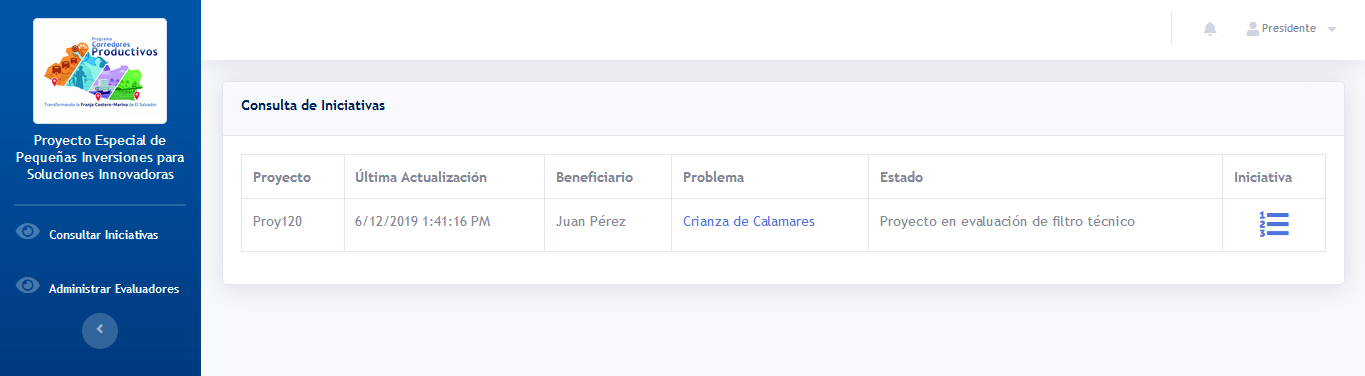 Programa
Corredores
Productivos
Transformando la Franja Costero-Marina de El Salvador
Proyecto Especial de
Pequeñas Inversiones para
Soluciones Innovadoras
Consultar Iniciativas
Administrar Evaluadores
Presidente
Consulta de Iniciativas
Proyecto Última Actualización Beneficiario Problema Estado Iniciativa
Proy120 6/12/2019 1:41:16 PM Juan Pérez Crianza de Calamares Proyecto en evaluación de filtro técnico
1
2
3